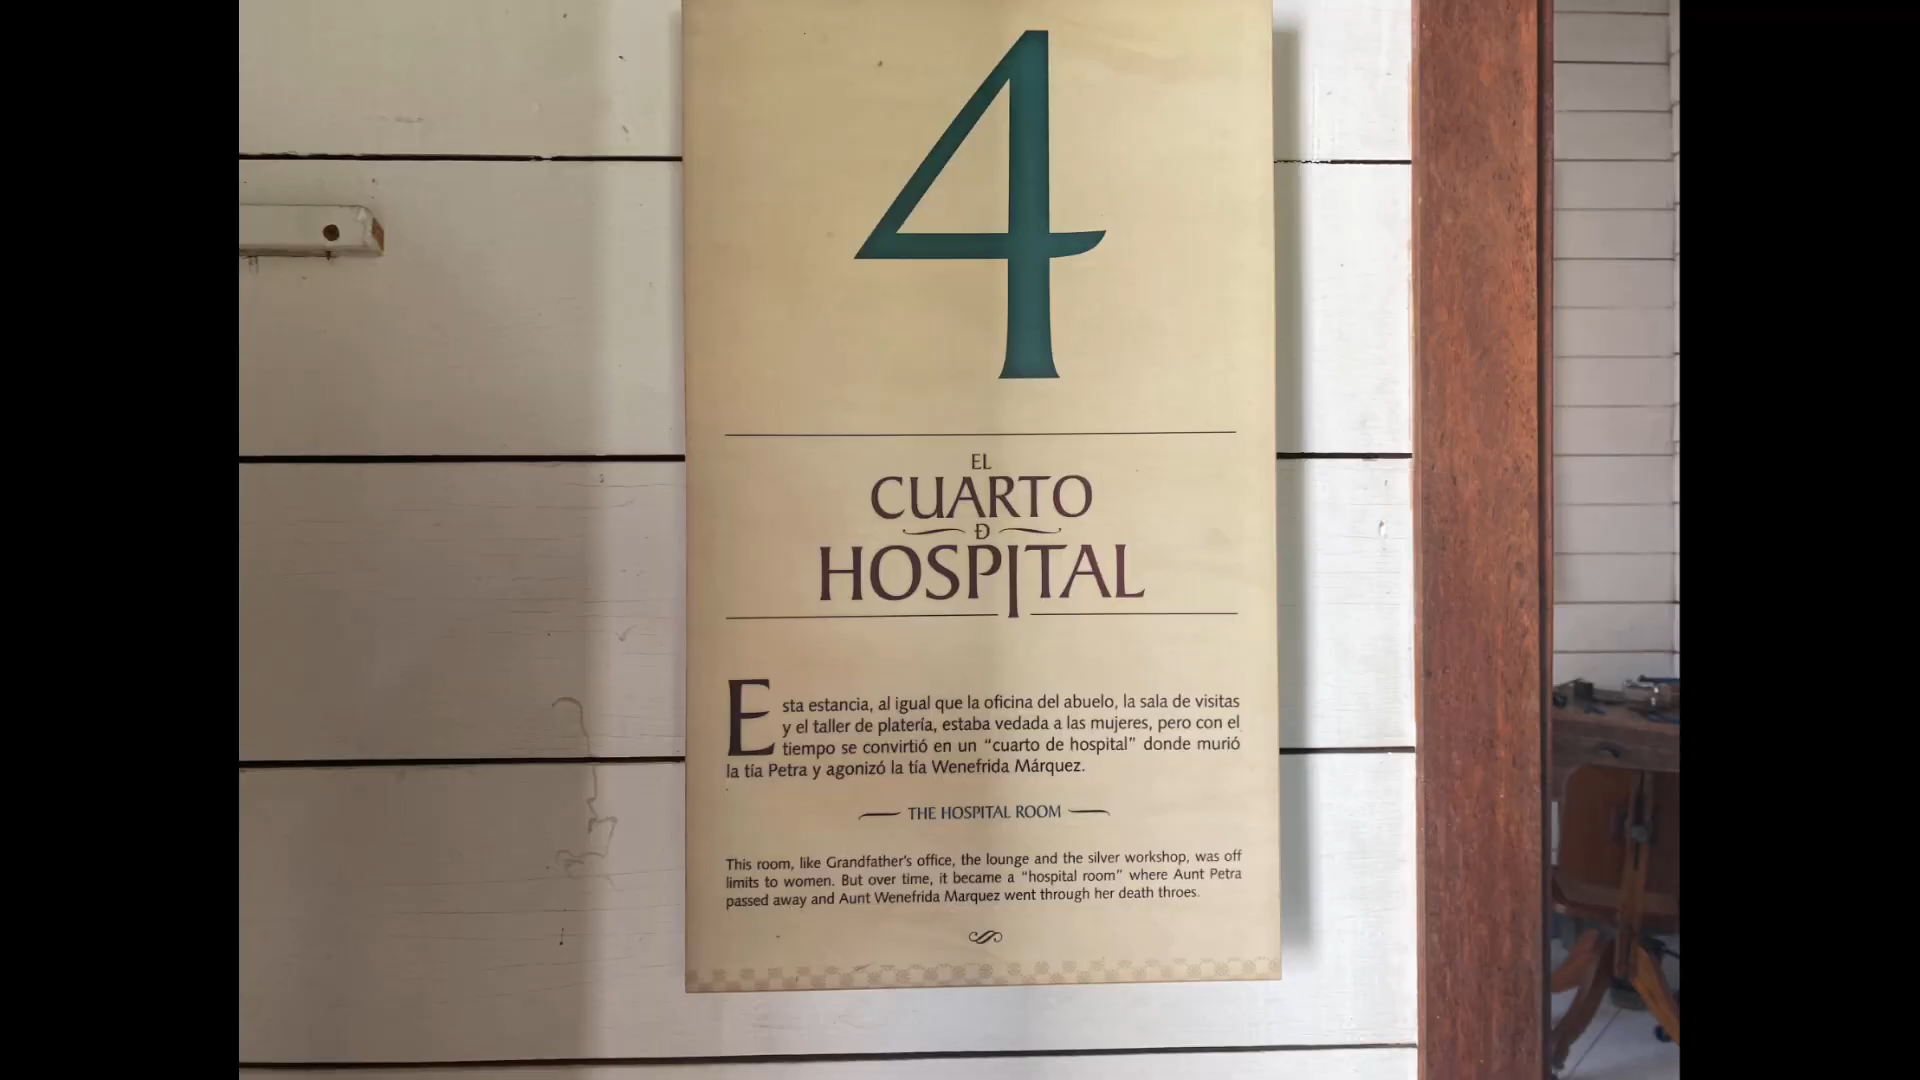 4
EL
CUARTO
Đ
HOSPITAL
Esta estancia, al igual que la oficina del abuelo, la sala de visitas
y el taller de platería, estaba vedada a las mujeres, pero con el
tiempo se convirtió en un “cuarto de hospital” donde murió
la tía Petra y agonizó la tía Wenefrida Márquez.
THE HOSPITAL ROOM
This room, like Grandfather's office, the lounge and the silver workshop, was off
limits to women. But over time, it became a “hospital room” where Aunt Petra
passed away and Aunt Wenefrida Marquez went through her death throes.